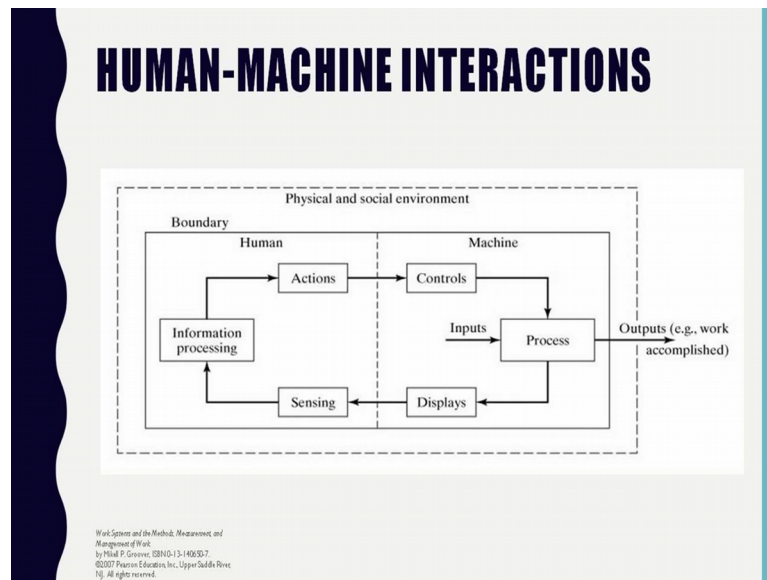 HUMAN-MACHINE INTERACTIONS
Physical and social environment
Boundary
Human
Machine
Actions
Controls
Information
processing
Inputs
Process
Outputs (e.g., work
accomplished)
Sensing
Displays
Work Systems and the Methods, Measurement, and
Management of Work
by Mikell P. Groover, ISBN 0-13-140650-7.
©2007 Pearson Education, Inc., Upper Saddle River,
NJ. All rights reserved.